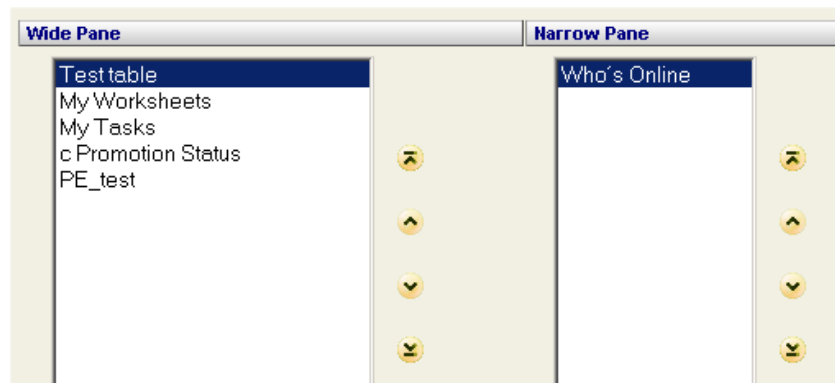 Wide Pane
Narrow Pane
Test table
My Worksheets
My Tasks
c Promotion Status
PE_test
Who´s Online